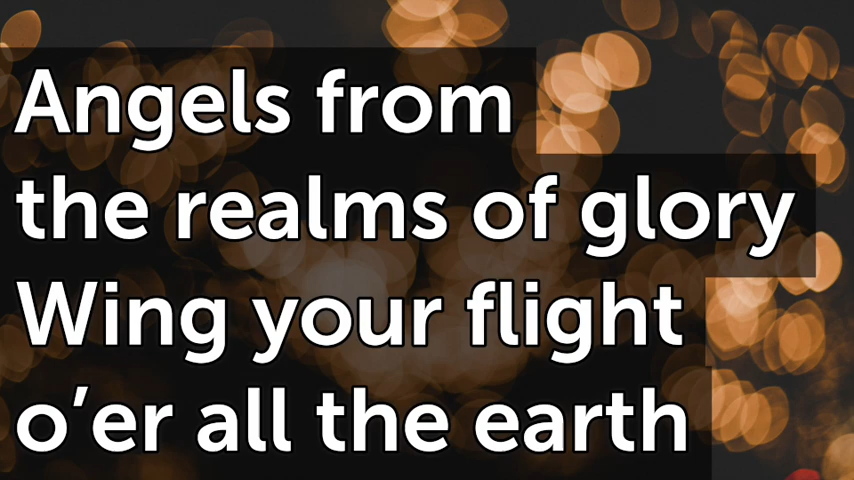 Angels from
the realms of glory
Wing your flight
o’er all the earth